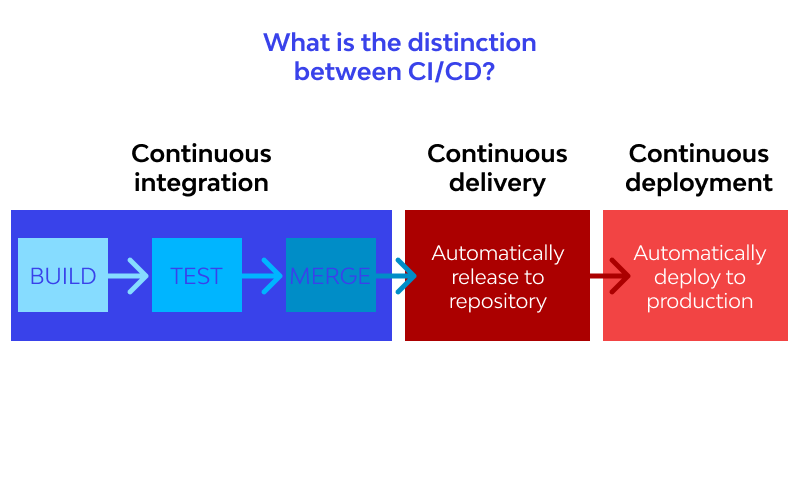 What is the distinction
between CI/CD?
Continuous
integration
Continuous
delivery
Continuous
deployment
BUILD
TEST
MERGE
Automatically
release to
repository
Automatically
deploy to
production